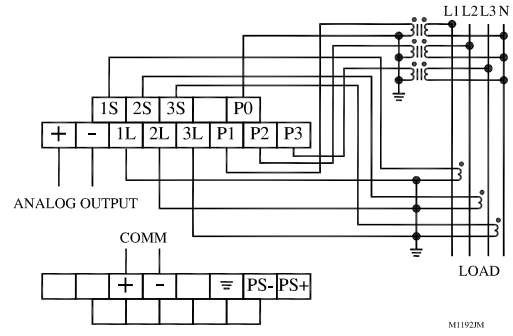 L1 L2 L3 N
1S 2S 3S P0
+ - 1L 2L 3L P1 P2 P3
ANALOG OUTPUT
COMM
+ - PS- PS+
LOAD
M1192JM